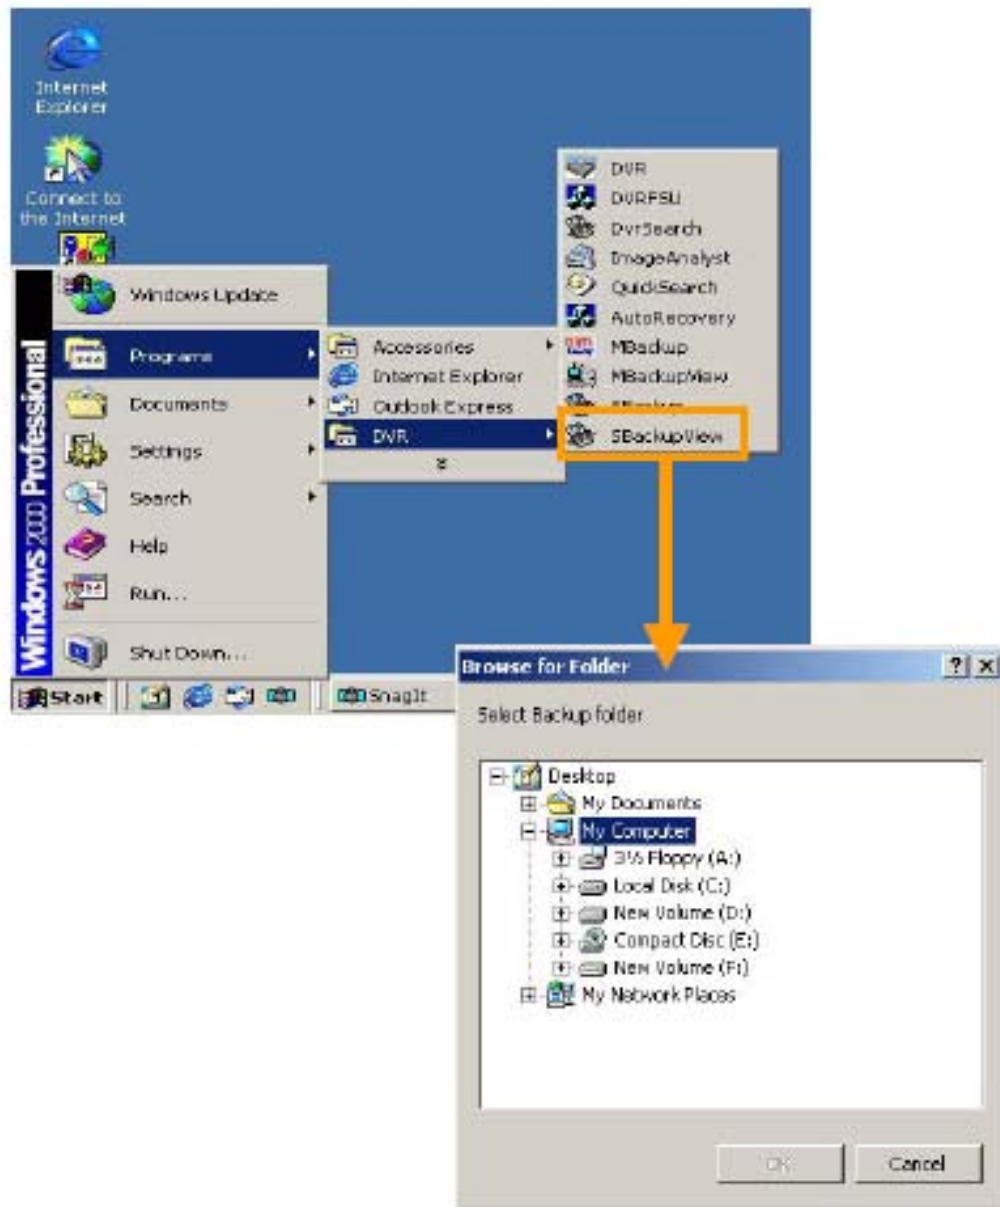 Internet
Explorer
Connect to
the Internet
DVR
DVRFSU
DvrSearch
ImageAnalyst
QuickSearch
AutoRecovery
MBackup
MBackupView
SBackup
SBackupView
Windows Update
Programs
Documents
Settings
Search
Help
Run...
Shut Down...
Windows 2000 Professional
Accessories
Internet Explorer
Outlook Express
DVR
Start
SnagIt
Browse for Folder
Select Backup folder
Desktop
My Documents
My Computer
3½ Floppy (A:)
Local Disk (C:)
New Volume (D:)
Compact Disc (E:)
New Volume (F:)
My Network Places
OK
Cancel